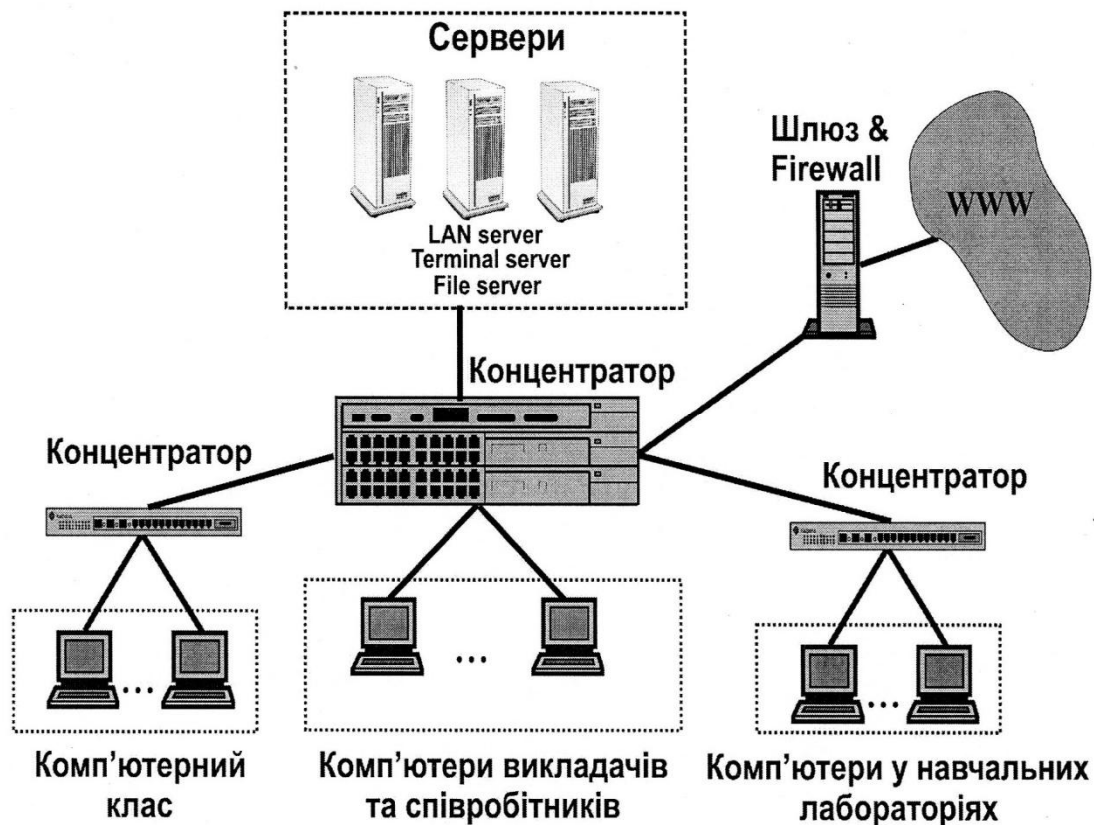 Сервери
LAN server
Terminal server
File server
Шлюз &
Firewall
WWW
Концентратор
Концентратор
Концентратор
...
...
...
Комп’ютерний
клас
Комп’ютери викладачів
та співробітників
Комп’ютери у навчальних
лабораторіях